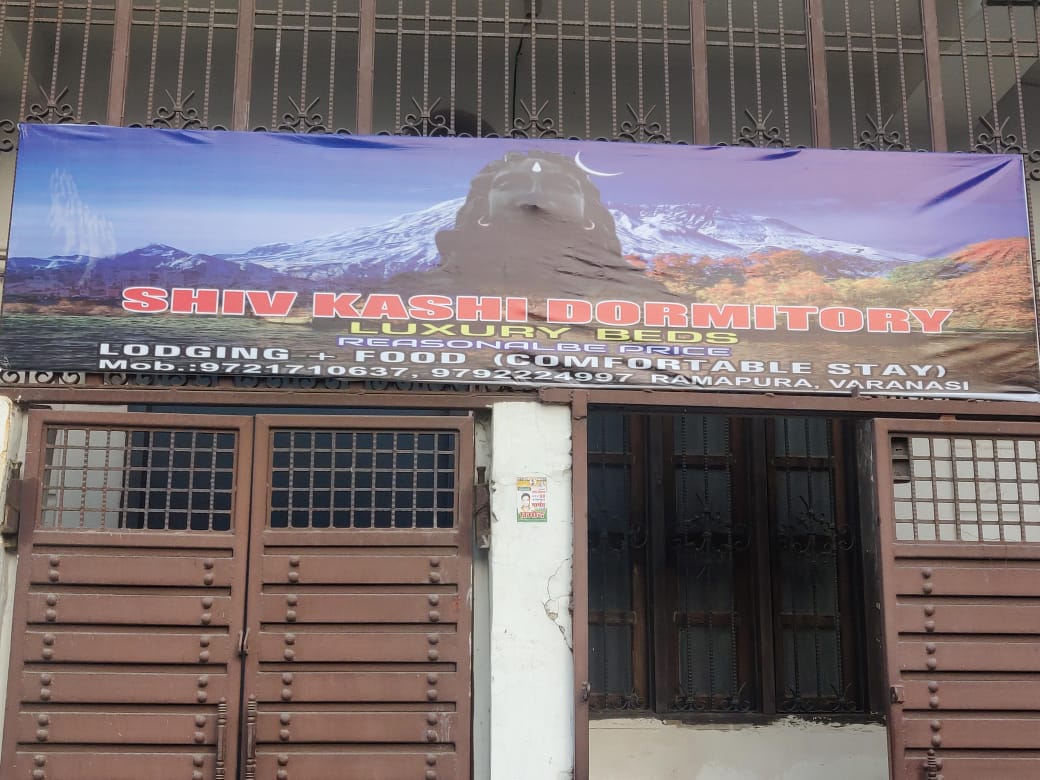 SHIV KASHI DORMITORY
LUXURY BEDS
REASONALBE PRICE
LODGING + FOOD (COMFORTABLE STAY)
Mob.:9721710637, 9792224997 RAMAPURA, VARANASI